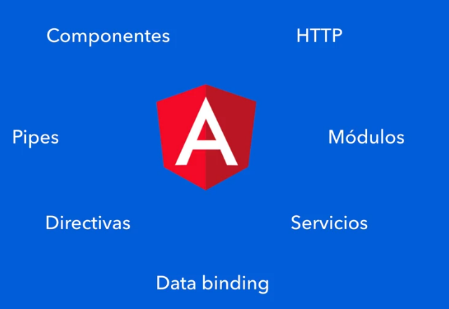 Componentes
HTTP
Pipes
A
Módulos
Directivas
Servicios
Data binding